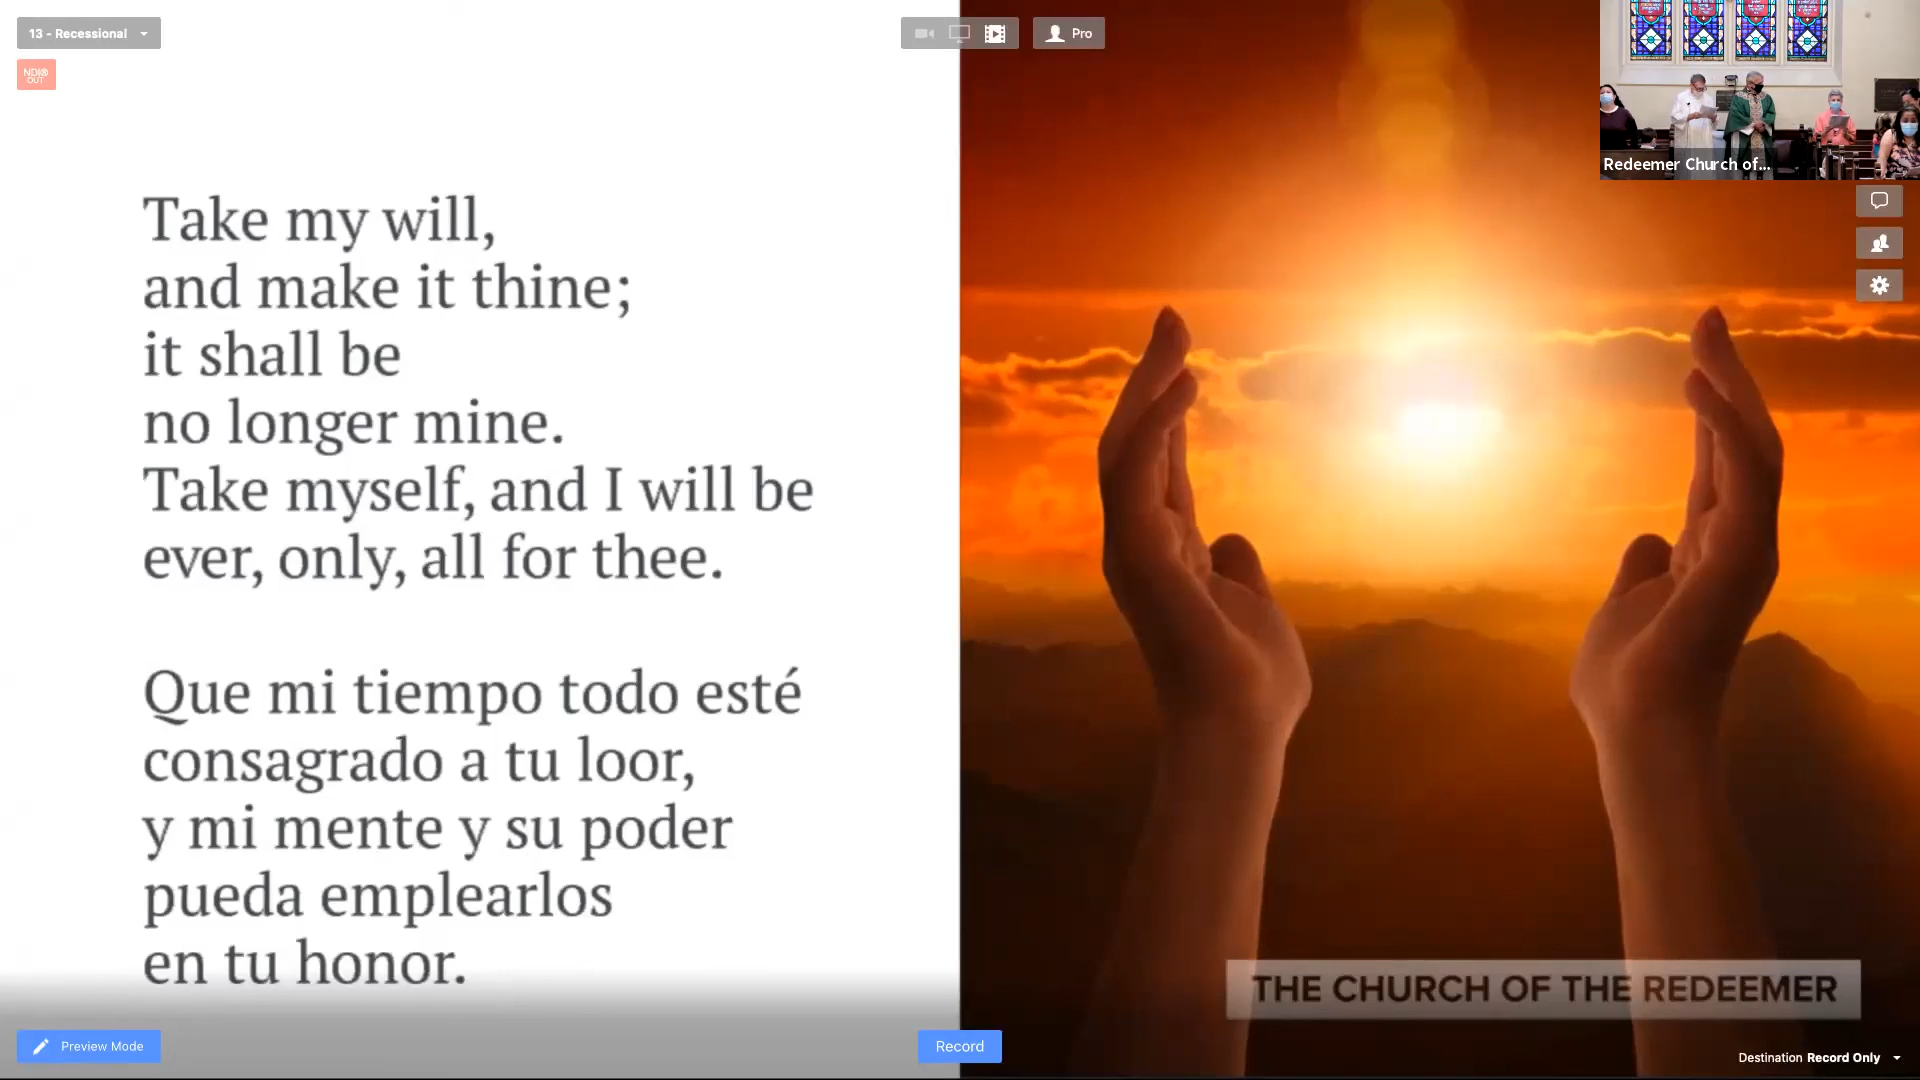 13 - Recessional
Pro
NDI®
OUT
Redeemer Church of...
Take my will,
and make it thine;
it shall be
no longer mine.
Take myself, and I will be
ever, only, all for thee.
Que mi tiempo todo esté
consagrado a tu loor,
y mi mente y su poder
pueda emplearlos
en tu honor.
THE CHURCH OF THE REDEEMER
Preview Mode
Record
Destination Record Only